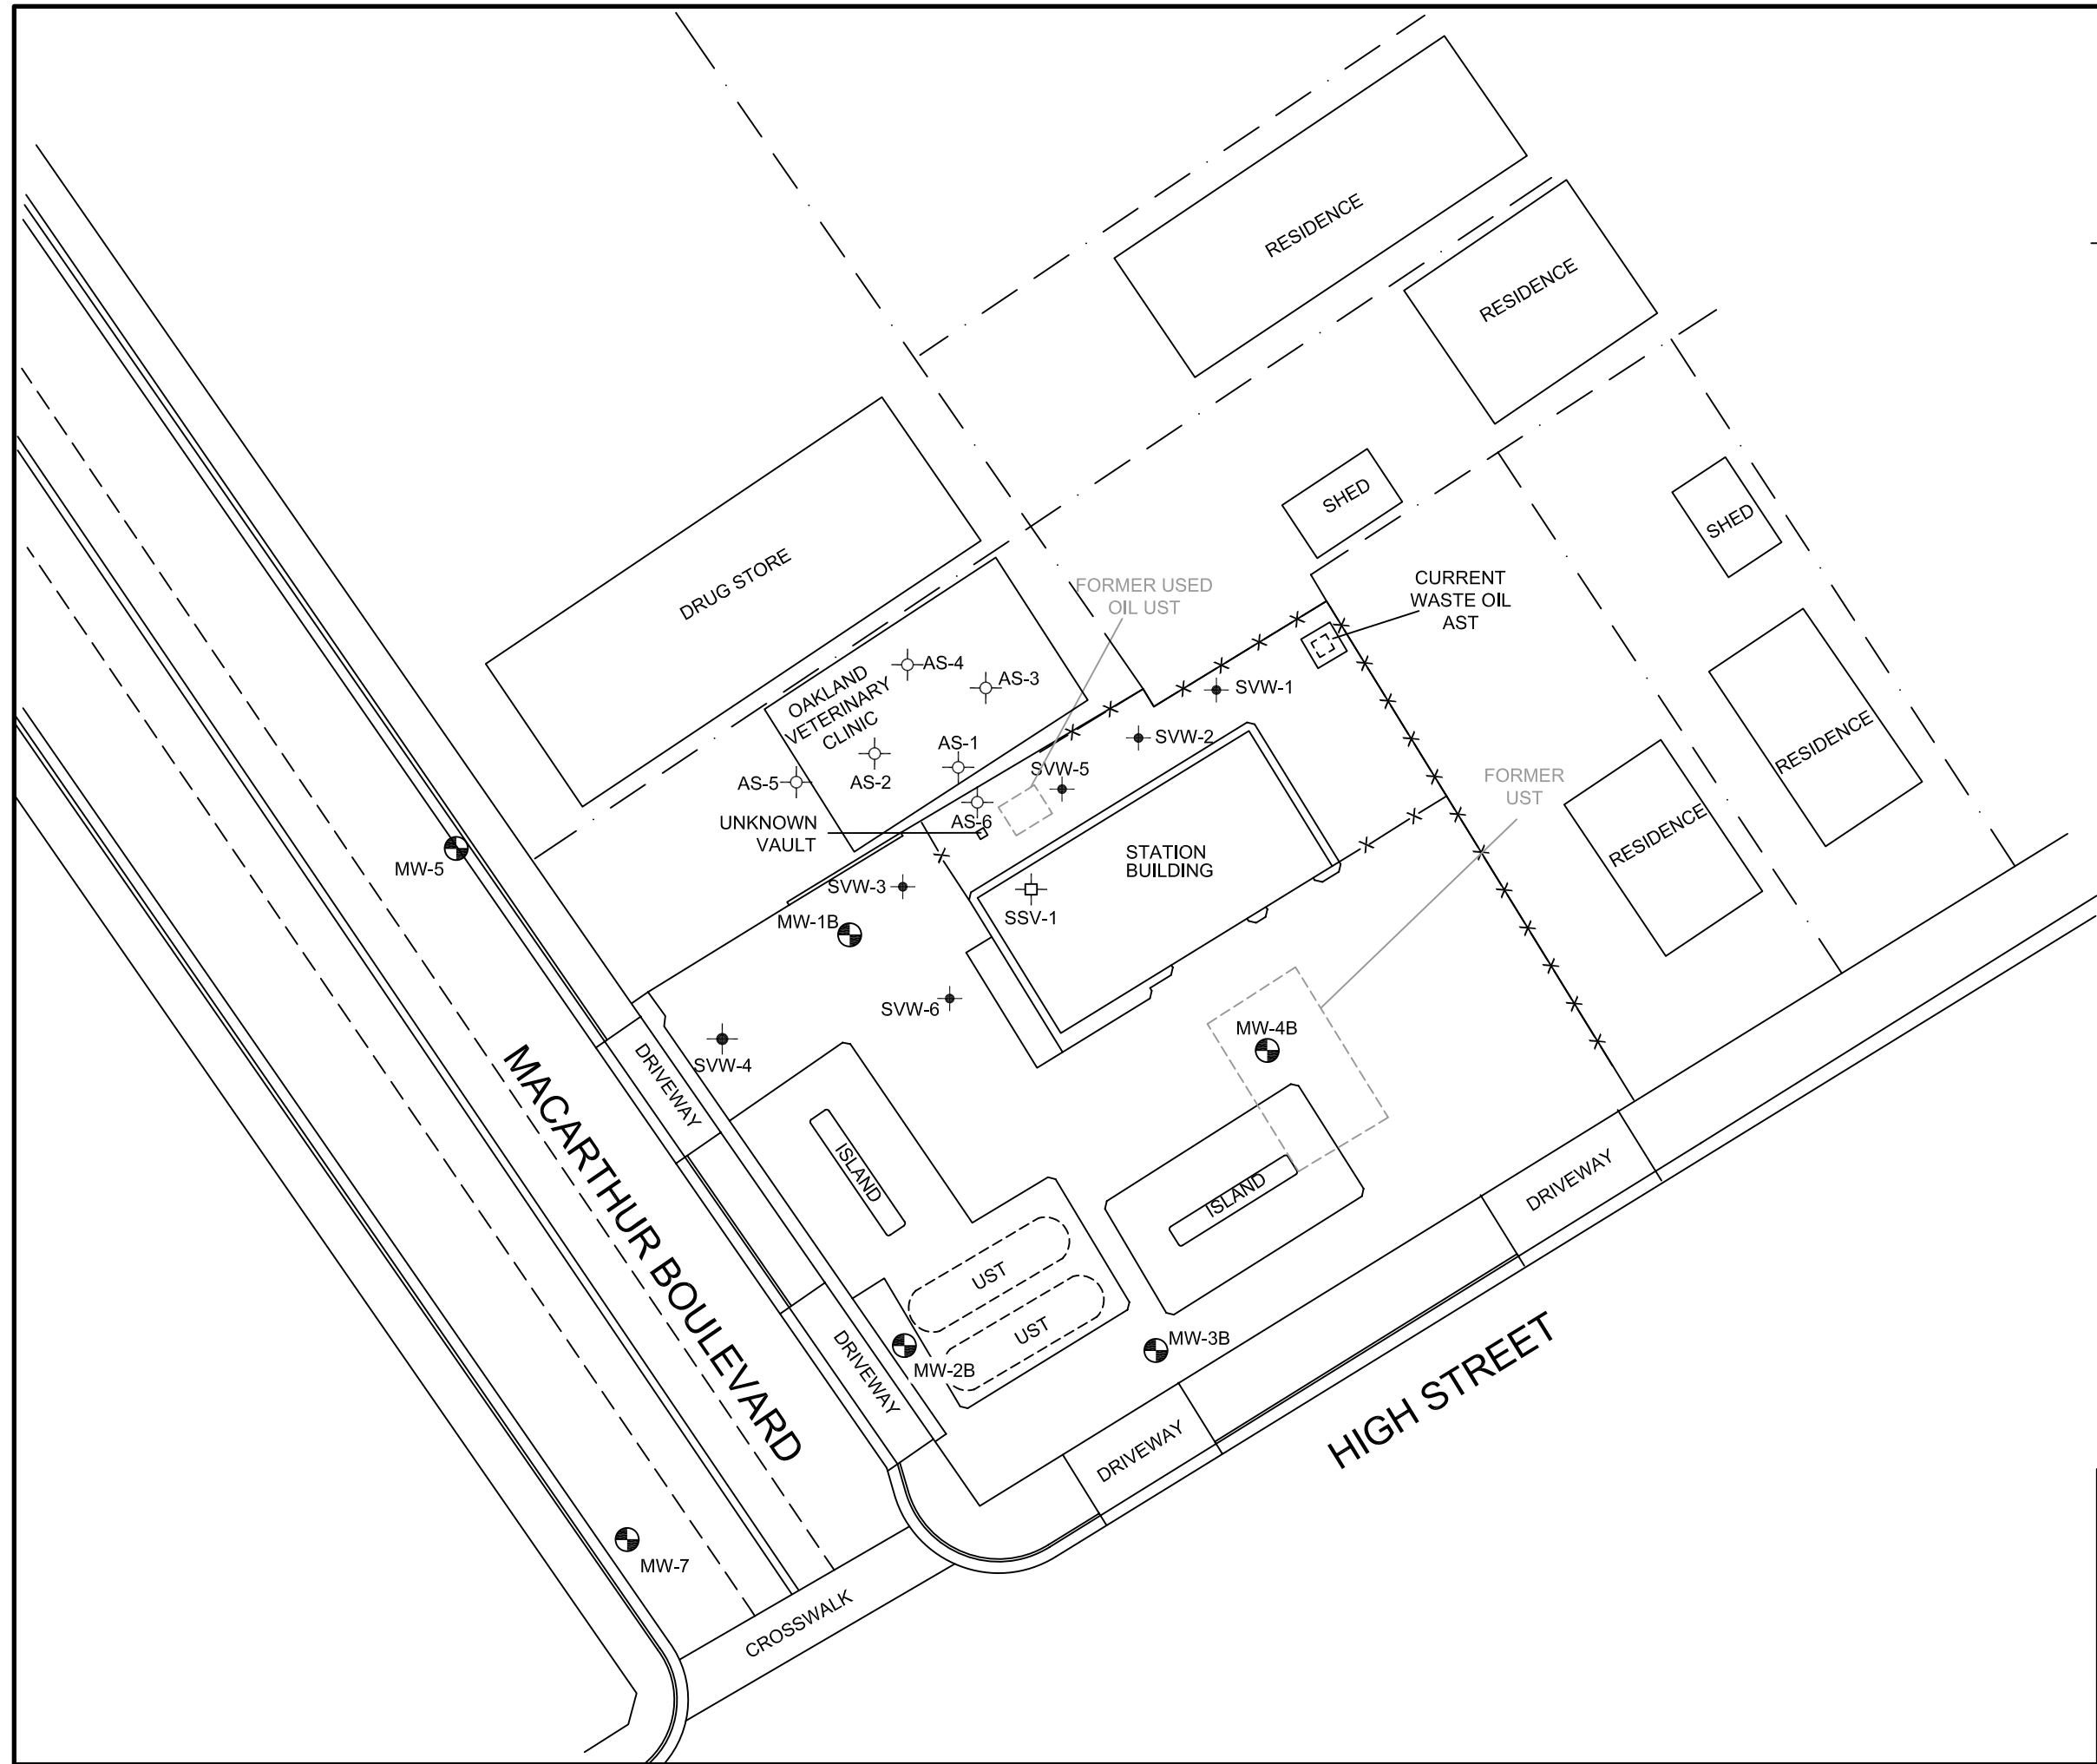 RESIDENCE
RESIDENCE
SHED
SHED
DRUG STORE
FORMER USED
OIL UST
CURRENT
WASTE OIL
AST
OAKLAND
VETERINARY
CLINIC
AS-4
AS-3
SVW-1
SVW-2
AS-1
AS-2
AS-5
SVW-5
AS-6
UNKNOWN
VAULT
FORMER
UST
RESIDENCE
RESIDENCE
STATION
BUILDING
MW-5
SVW-3
SSV-1
MW-1B
SVW-6
SVW-4
MW-4B
DRIVEWAY
MACARTHUR BOULEVARD
ISLAND
ISLAND
DRIVEWAY
UST
UST
MW-2B
MW-3B
DRIVEWAY
DRIVEWAY
HIGH STREET
MW-7
CROSSWALK